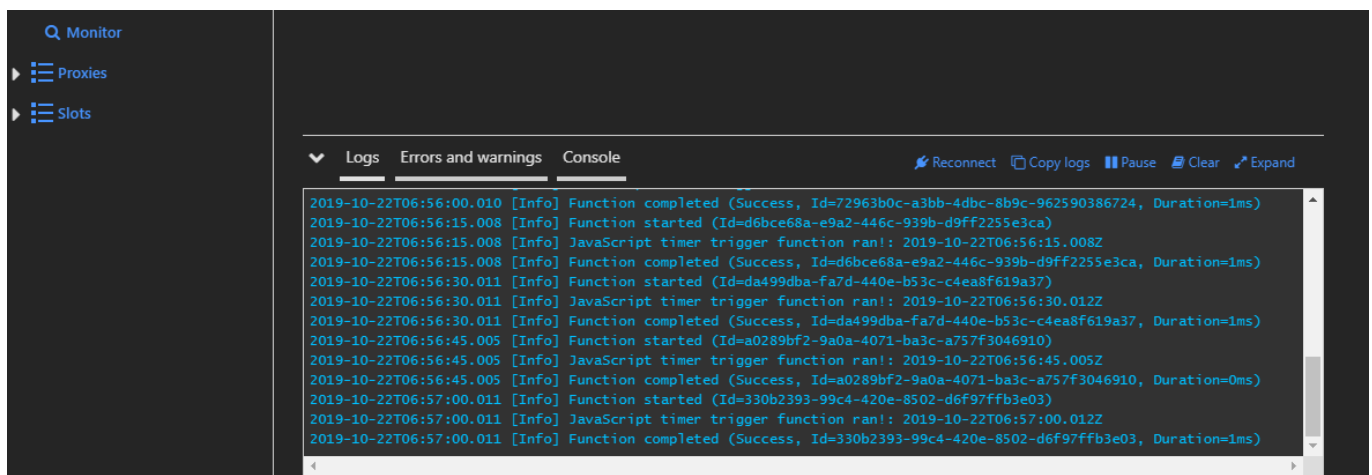 Monitor
Proxies
Slots
Logs Errors and warnings Console Reconnect Copy logs Pause Clear Expand
2019-10-22T06:56:00.010 [Info] Function completed (Success, Id=72963b0c-a3bb-4dbc-8b9c-962590386724, Duration=1ms)
2019-10-22T06:56:15.008 [Info] Function started (Id=d6bce68a-e9a2-446c-939b-d9ff2255e3ca)
2019-10-22T06:56:15.008 [Info] JavaScript timer trigger function ran!: 2019-10-22T06:56:15.008Z
2019-10-22T06:56:15.008 [Info] Function completed (Success, Id=d6bce68a-e9a2-446c-939b-d9ff2255e3ca, Duration=1ms)
2019-10-22T06:56:30.011 [Info] Function started (Id=da499dba-fa7d-440e-b53c-c4ea8f619a37)
2019-10-22T06:56:30.011 [Info] JavaScript timer trigger function ran!: 2019-10-22T06:56:30.012Z
2019-10-22T06:56:30.011 [Info] Function completed (Success, Id=da499dba-fa7d-440e-b53c-c4ea8f619a37, Duration=1ms)
2019-10-22T06:56:45.005 [Info] Function started (Id=a0289bf2-9a0a-4071-ba3c-a757f3046910)
2019-10-22T06:56:45.005 [Info] JavaScript timer trigger function ran!: 2019-10-22T06:56:45.005Z
2019-10-22T06:56:45.005 [Info] Function completed (Success, Id=a0289bf2-9a0a-4071-ba3c-a757f3046910, Duration=0ms)
2019-10-22T06:57:00.011 [Info] Function started (Id=330b2393-99c4-420e-8502-d6f97ffb3e03)
2019-10-22T06:57:00.011 [Info] JavaScript timer trigger function ran!: 2019-10-22T06:57:00.012Z
2019-10-22T06:57:00.011 [Info] Function completed (Success, Id=330b2393-99c4-420e-8502-d6f97ffb3e03, Duration=1ms)